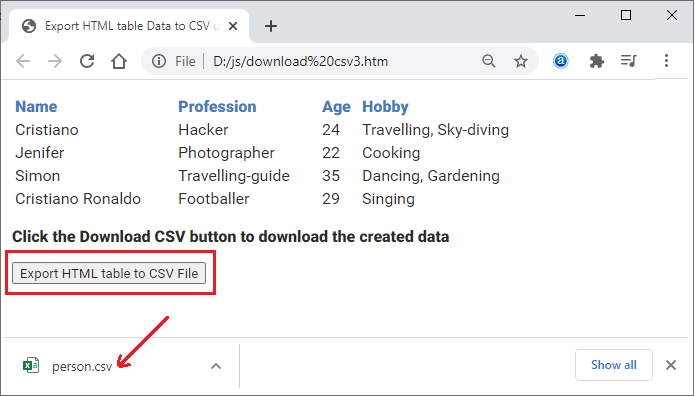 Export HTML table Data to CSV u
File D:/js/download%20csv3.htm
Name Profession Age Hobby
Cristiano Hacker 24 Travelling, Sky-diving
Jenifer Photographer 22 Cooking
Simon Travelling-guide 35 Dancing, Gardening
Cristiano Ronaldo Footballer 29 Singing
Click the Download CSV button to download the created data
Export HTML table to CSV File
person.csv Show all